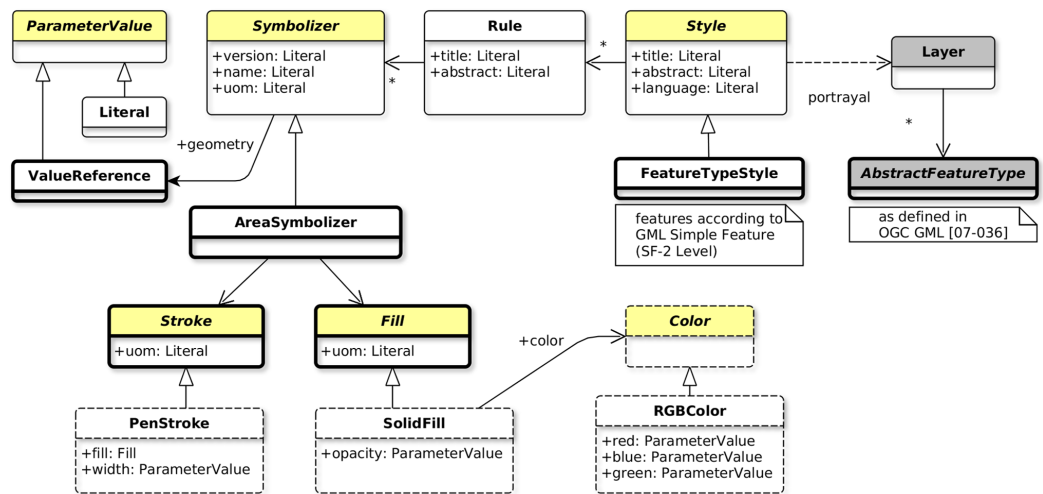 ParameterValue
Symbolizer
+version: Literal
+name: Literal
+uom: Literal
*
Rule
+title: Literal
+abstract: Literal
*
Style
+title: Literal
+abstract: Literal
+language: Literal
portrayal
Layer
*
Literal
+geometry
ValueReference
FeatureTypeStyle
features according to
GML Simple Feature
(SF-2 Level)
AbstractFeatureType
as defined in
OGC GML [07-036]
AreaSymbolizer
Stroke
+uom: Literal
Fill
+uom: Literal
+color
Color
PenStroke
+fill: Fill
+width: ParameterValue
SolidFill
+opacity: ParameterValue
RGBColor
+red: ParameterValue
+blue: ParameterValue
+green: ParameterValue